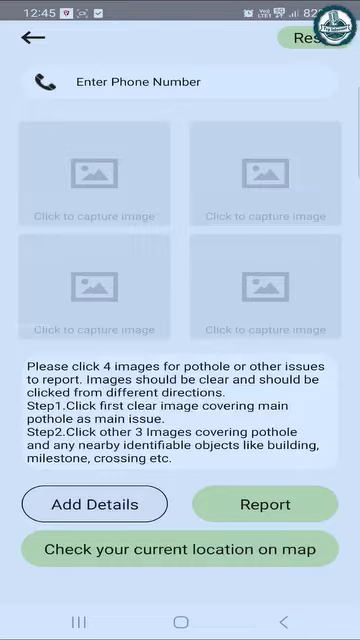 12:45
Enter Phone Number
Click to capture image
Click to capture image
Click to capture image
Click to capture image
Please click 4 images for pothole or other issues
to report. Images should be clear and should be
clicked from different directions.
Step1.Click first clear image covering main
pothole as main issue.
Step2.Click other 3 Images covering pothole
and any nearby identifiable objects like building,
milestone, crossing etc.
Add Details
Report
Check your current location on map